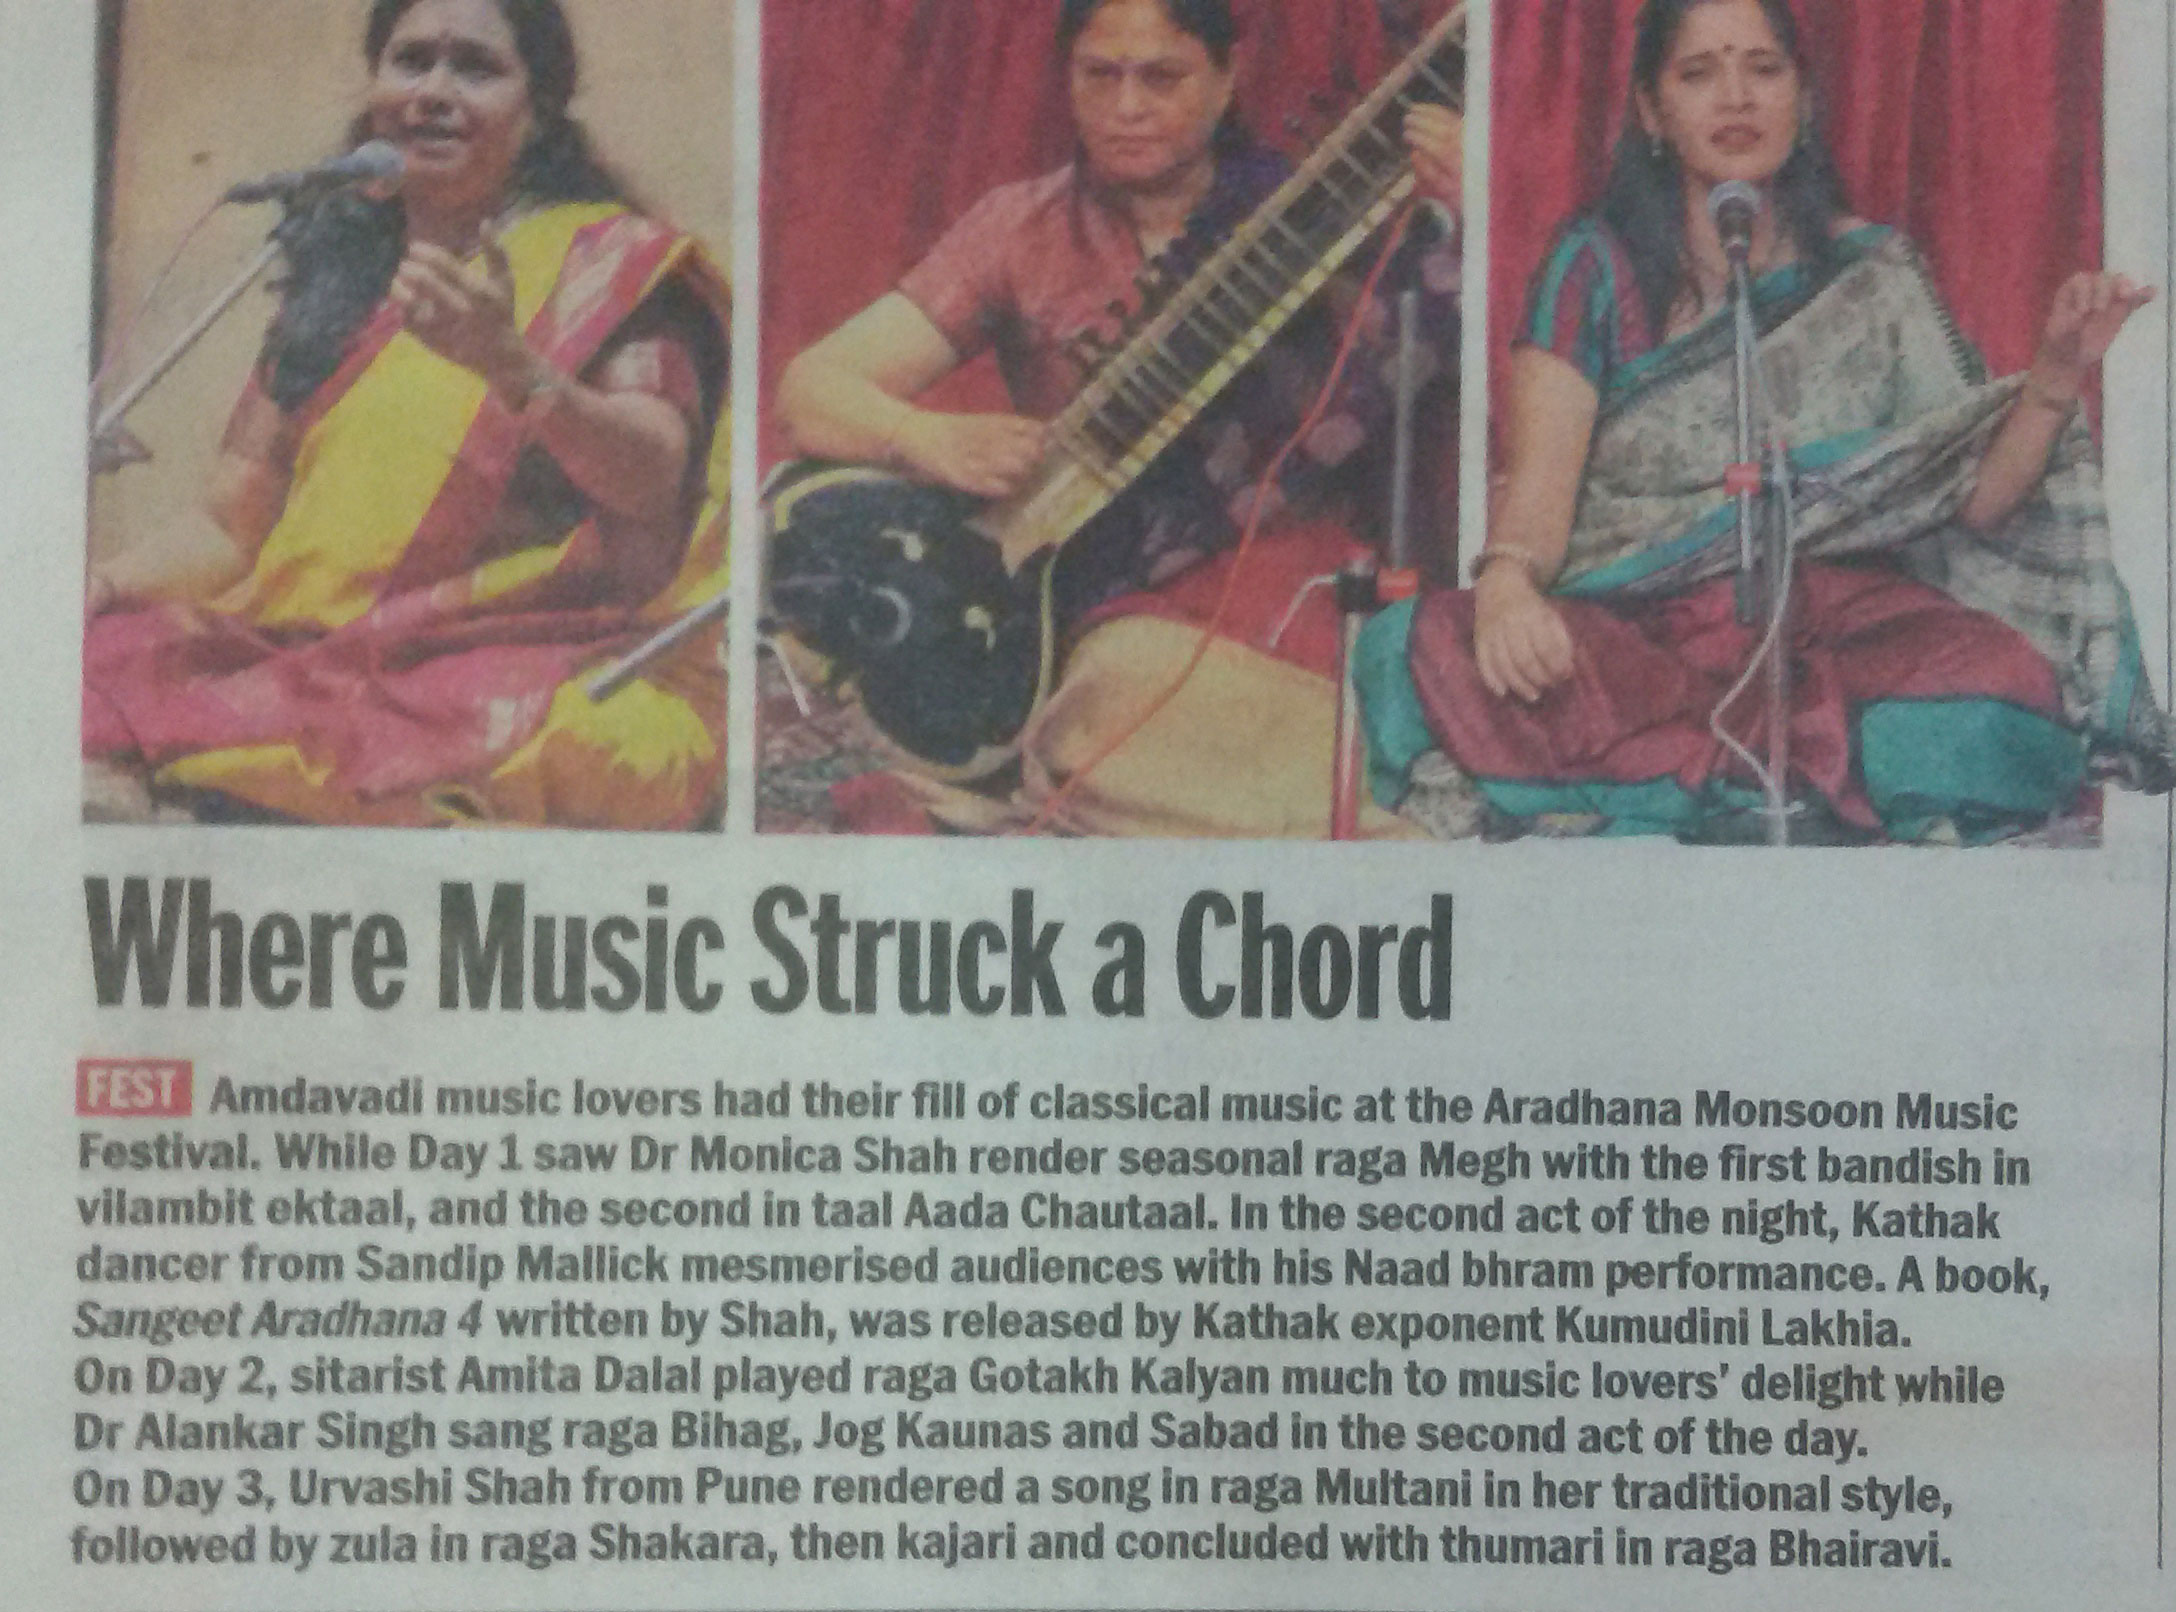 Where Music Struck a Chord
FEST Amdavadi music lovers had their fill of classical music at the Aradhana Monsoon Music
Festival. While Day 1 saw Dr Monica Shah render seasonal raga Megh with the first bandish in
vilambit ektaal, and the second in taal Aada Chautaal. In the second act of the night, Kathak
dancer from Sandip Mallick mesmerised audiences with his Naad bhram performance. A book,
Sangeet Aradhana 4 written by Shah, was released by Kathak exponent Kumudini Lakhia.
On Day 2, sitarist Amita Dalal played raga Gotakh Kalyan much to music lovers' delight while
Dr Alankar Singh sang raga Bihag, Jog Kaunas and Sabad in the second act of the day.
On Day 3, Urvashi Shah from Pune rendered a song in raga Multani in her traditional style,
followed by zula in raga Shakara, then kajari and concluded with thumari in raga Bhairavi.